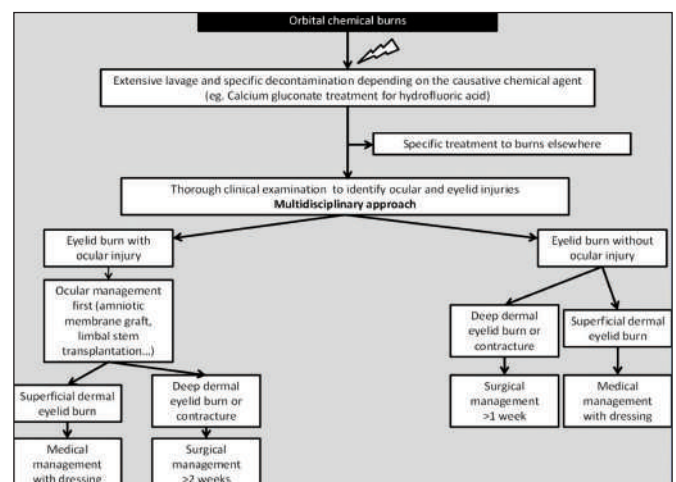 Orbital chemical burns
Extensive lavage and specific decontamination depending on the causative chemical agent
(eg. Calcium gluconate treatment for hydrofluoric acid)
Specific treatment to burns elsewhere
Thorough clinical examination to identify ocular and eyelid injuries
Multidisciplinary approach
Eyelid burn with
ocular injury
Ocular management
first (amniotic
membrane graft,
limbal stem
transplantation...)
Superficial dermal
eyelid burn
Medical
management
with dressing
Deep dermal
eyelid burn or
contracture
Surgical
management
>2 weeks
Eyelid burn without
ocular injury
Deep dermal
eyelid burn or
contracture
Surgical
management
>1 week
Superficial dermal
eyelid burn
Medical
management
with dressing